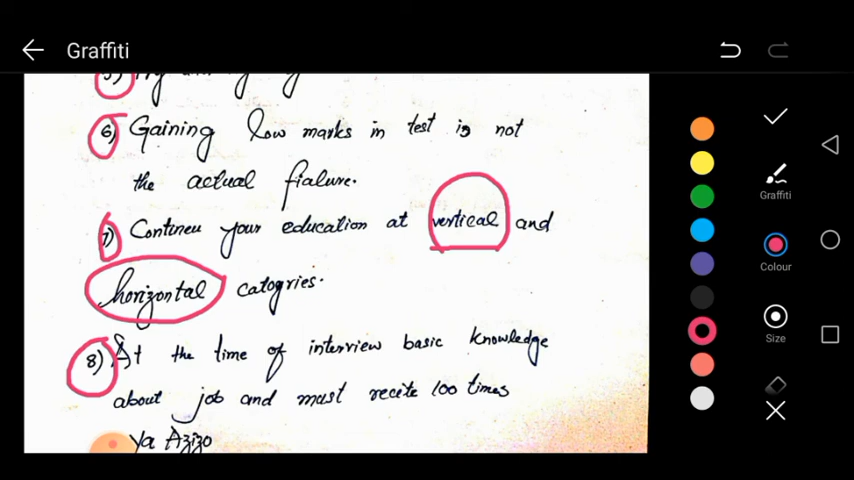 Graffiti
6) Gaining low marks in test is not
the actual fialure.
7) Contineu your education at vertical and
horizontal catogries.
8) At the time of interview basic knowledge
about job and must recite 100 times
Ya Azizo
Graffiti
Colour
Size